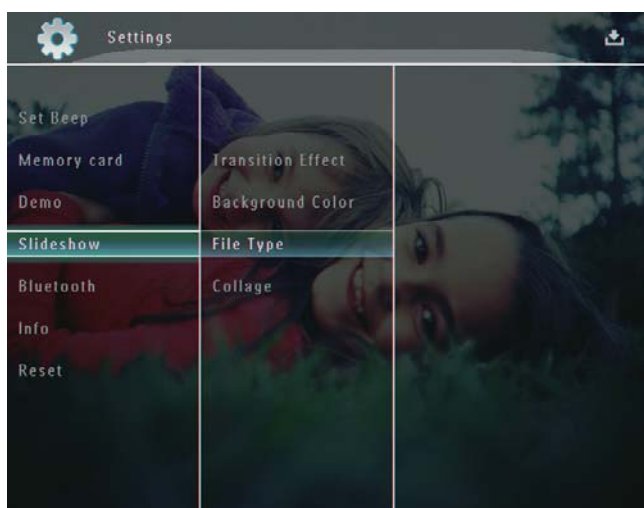 Settings
Set Beep
Memory card
Demo
Slideshow
Bluetooth
Info
Reset
Transition Effect
Background Color
File Type
Collage